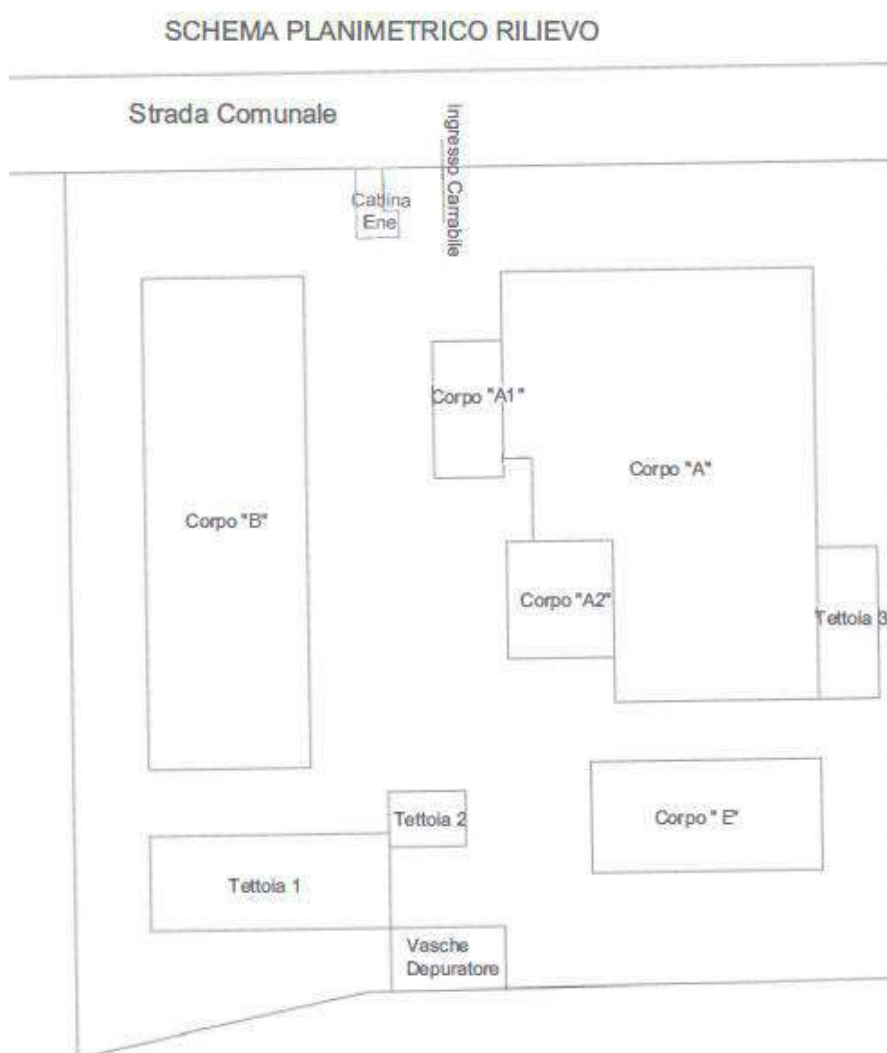 SCHEMA PLANIMETRICO RILIEVO
Strada Comunale
Ingresso Carrabile
Cabina
Ene
Corpo "A1"
Corpo "A"
Corpo "B"
Corpo "A2"
Tettoia 3
Tettoia 2
Corpo " E"
Tettoia 1
Vasche
Depuratore